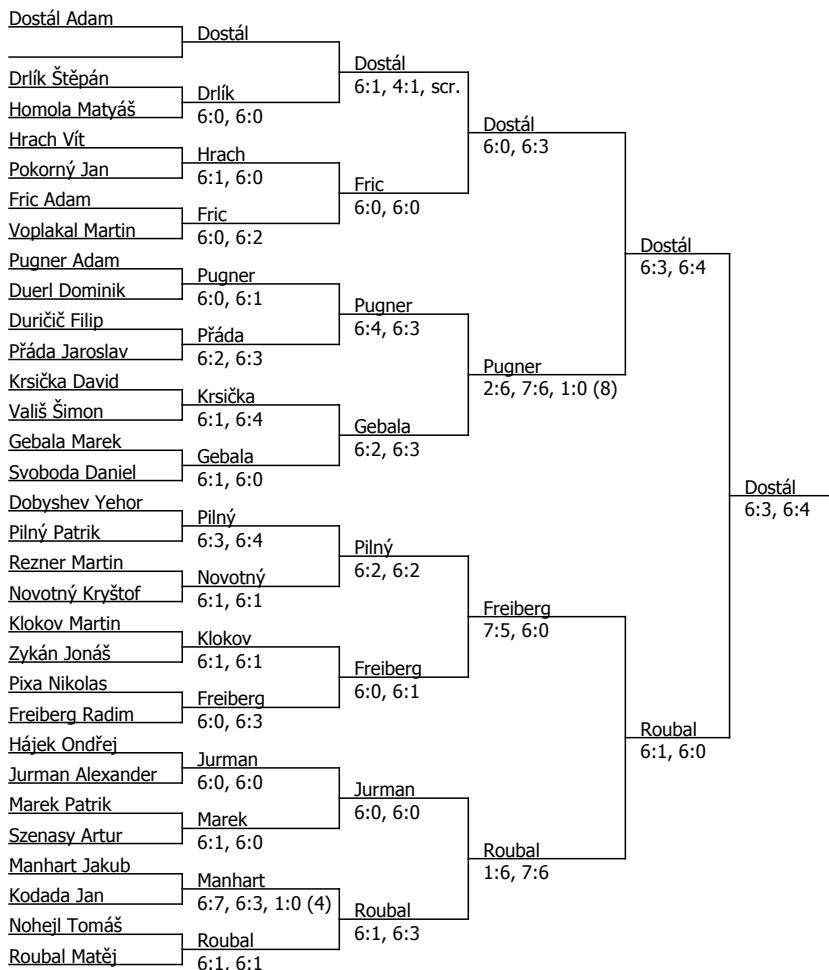 Dostál Adam
Dostál
Dostál
6:1, 4:1, scr.
Drlík Štěpán
Drlík
6:0, 6:0
Homola Matyáš
Dostál
6:0, 6:3
Hrach Vít
Hrach
6:1, 6:0
Pokorný Jan
Fric
6:0, 6:0
Fric Adam
Fric
6:0, 6:2
Voplakal Martin
Dostál
6:3, 6:4
Pugner Adam
Pugner
6:0, 6:1
Duerl Dominik
Pugner
6:4, 6:3
Duričič Filip
Přáda
6:2, 6:3
Přáda Jaroslav
Pugner
2:6, 7:6, 1:0 (8)
Krsička David
Krsička
6:1, 6:4
Vališ Šimon
Gebala
6:2, 6:3
Gebala Marek
Gebala
6:1, 6:0
Svoboda Daniel
Dostál
6:3, 6:4
Dobyshev Yehor
Pilný
6:3, 6:4
Pilný Patrik
Pilný
6:2, 6:2
Rezner Martin
Novotný
6:1, 6:1
Novotný Kryštof
Freiberg
7:5, 6:0
Klokov Martin
Klokov
6:1, 6:1
Zykán Jonáš
Freiberg
6:0, 6:1
Pixa Nikolas
Freiberg
6:0, 6:3
Freiberg Radim
Roubal
6:1, 6:0
Hájek Ondřej
Jurman
6:0, 6:0
Jurman Alexander
Jurman
6:0, 6:0
Marek Patrik
Marek
6:1, 6:0
Szenasy Artur
Roubal
1:6, 7:6
Manhart Jakub
Manhart
6:7, 6:3, 1:0 (4)
Kodada Jan
Roubal
6:1, 6:3
Nohejl Tomáš
Roubal
6:1, 6:1
Roubal Matěj